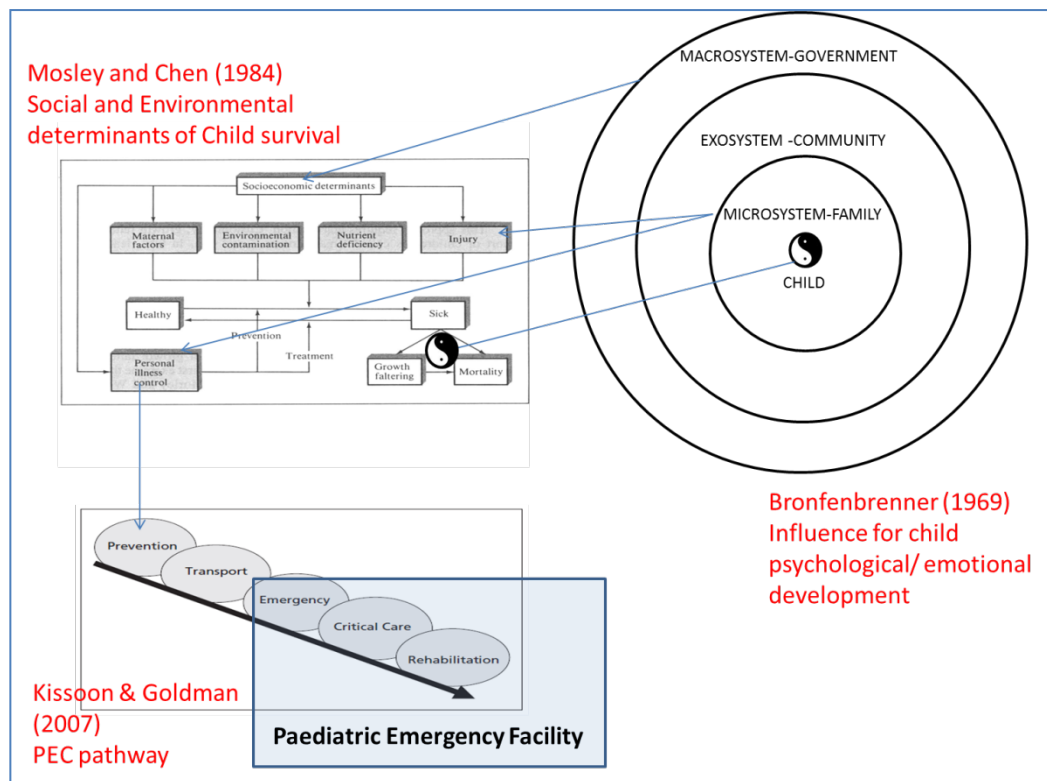 Mosley and Chen (1984)
Social and Environmental
determinants of Child survival
Socioeconomic determinants
Maternal
factors
Environmental
contamination
Nutrient
deficiency
Injury
Healthy
Sick
Prevention
Treatment
Personal
illness
control
Growth
faltering
Mortality
MACROSYSTEM-GOVERNMENT
EXOSYSTEM -COMMUNITY
MICROSYSTEM-FAMILY
CHILD
Bronfenbrenner (1969)
Influence for child
psychological/ emotional
development
Prevention
Transport
Emergency
Critical Care
Rehabilitation
Kissoon & Goldman
(2007)
PEC pathway
Paediatric Emergency Facility